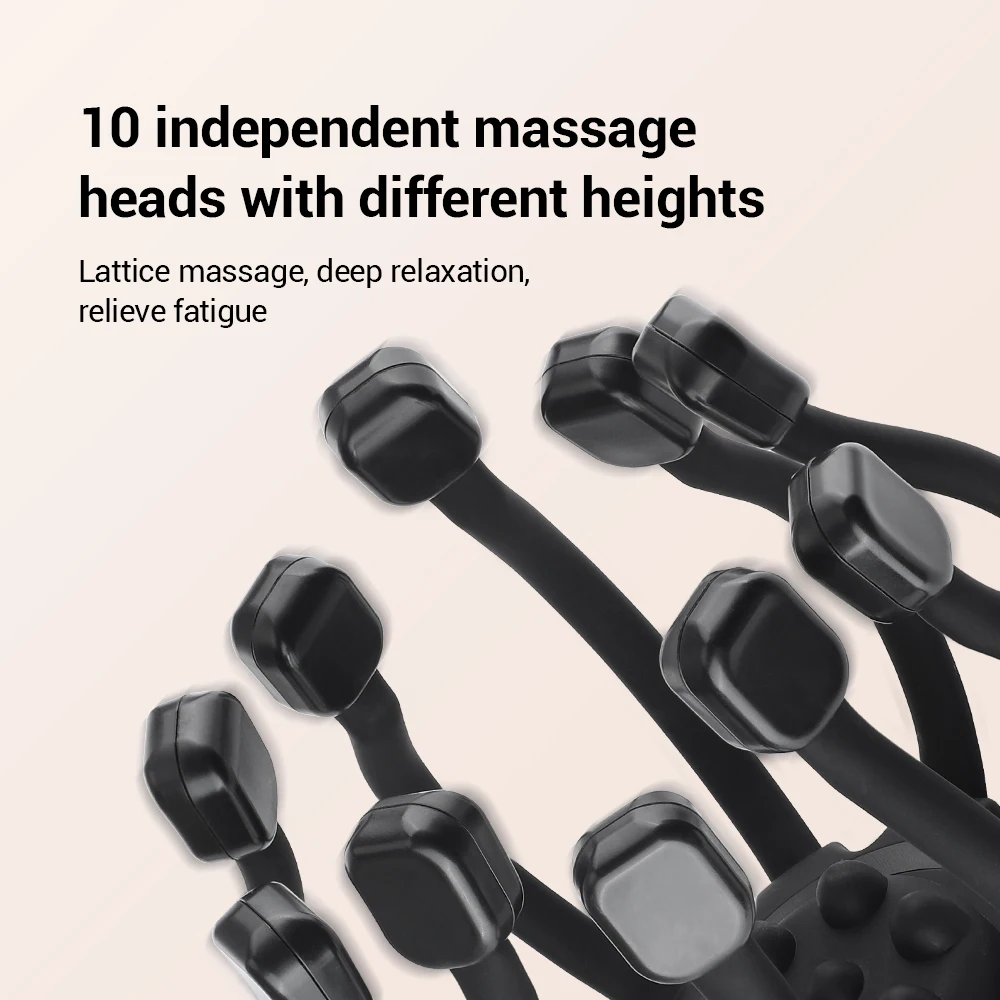 10 independent massage
heads with different heights
Lattice massage, deep relaxation,
relieve fatigue